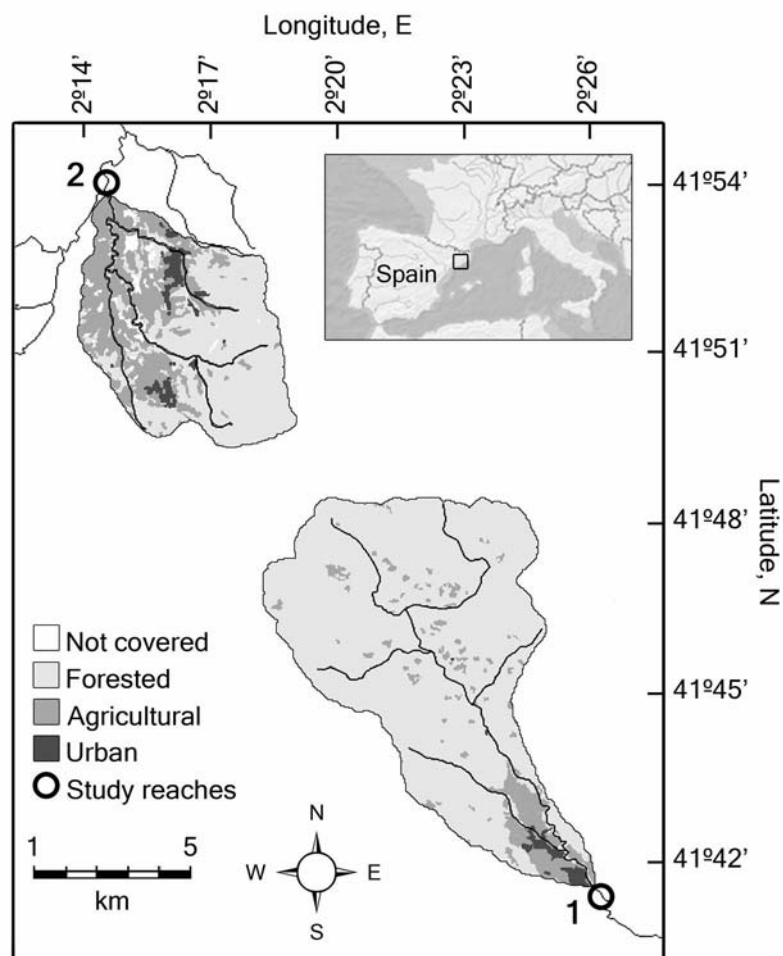 Longitude, E
2º14’
2º17’
2º20’
2º23’
2º26’
2
41º54’
Spain
41º51’
Latitude, N
41º48’
Not covered
Forested
41º45’
Agricultural
Urban
Study reaches
N
1 5
W E
41º42’
km
1
S